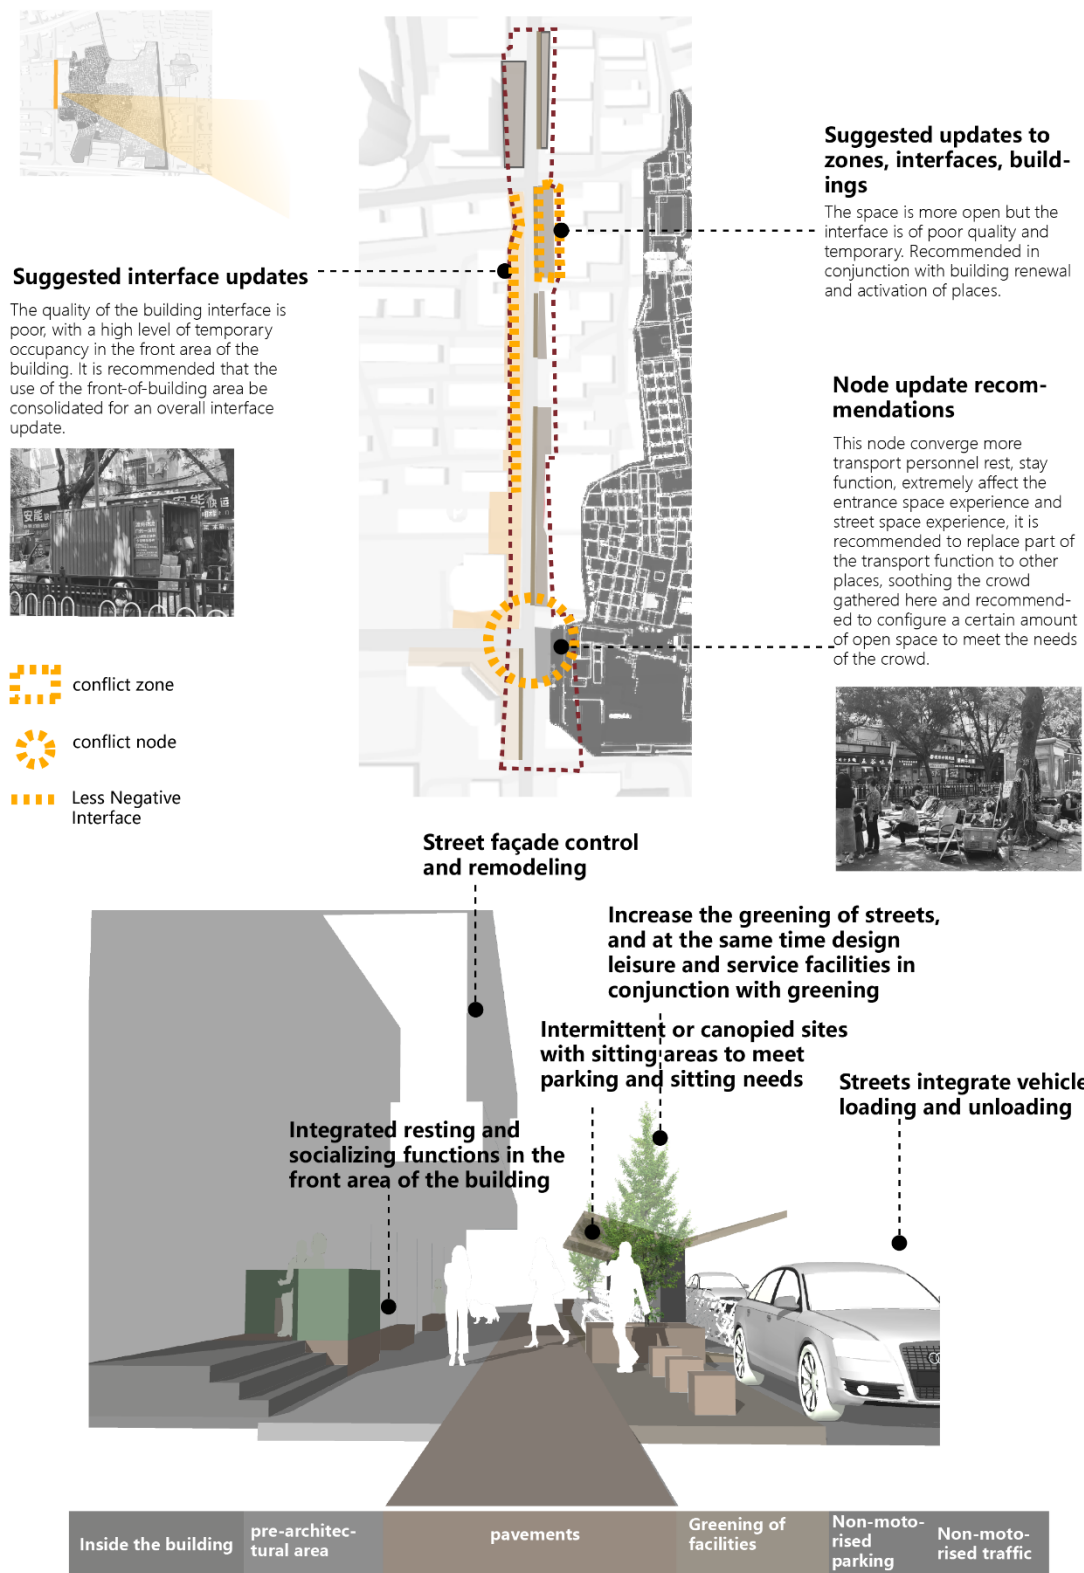 Suggested updates to
zones, interfaces, build-
ings
The space is more open but the
interface is of poor quality and
temporary. Recommended in
conjunction with building renewal
and activation of places.
Suggested interface updates
The quality of the building interface is
poor, with a high level of temporary
occupancy in the front area of the
building. It is recommended that the
use of the front-of-building area be
consolidated for an overall interface
update.
Node update recom-
mendations
This node converge more
transport personnel rest, stay
function, extremely affect the
entrance space experience and
street space experience, it is
recommended to replace part of
the transport function to other
places, soothing the crowd
gathered here and recommend-
ed to configure a certain amount
of open space to meet the needs
of the crowd.
conflict zone
conflict node
Less Negative
Interface
Street façade control
and remodeling
Increase the greening of streets,
and at the same time design
leisure and service facilities in
conjunction with greening
Intermittent or canopied sites
with sitting areas to meet
parking and sitting needs
Streets integrate vehicle
loading and unloading
Integrated resting and
socializing functions in the
front area of the building
Inside the building
pre-architec-
tural area
pavements
Greening of
facilities
Non-moto-
rised
parking
Non-moto-
rised traffic